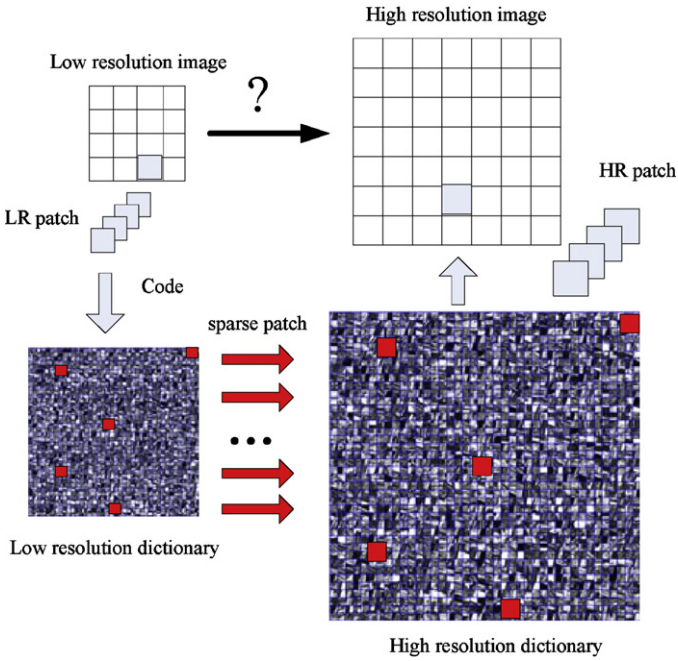 High resolution image
Low resolution image
?
HR patch
LR patch
Code
sparse patch
...
Low resolution dictionary
High resolution dictionary